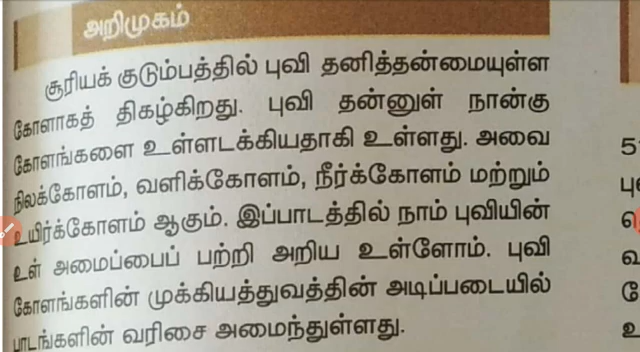 அறிமுகம்
சூரியக் குடும்பத்தில் புவி தனித்தன்மையுள்ள
கோளாகத் திகழ்கிறது. புவி தன்னுள் நான்கு
கோளங்களை உள்ளடக்கியதாகி உள்ளது. அவை
நிலக்கோளம், வளிக்கோளம், நீர்க்கோளம் மற்றும்
உயிர்க்கோளம் ஆகும். இப்பாடத்தில் நாம் புவியின்
உள் அமைப்பைப் பற்றி அறிய உள்ளோம். புவி
கோளங்களின் முக்கியத்துவத்தின் அடிப்படையில்
பாடங்களின் வரிசை அமைந்துள்ளது.